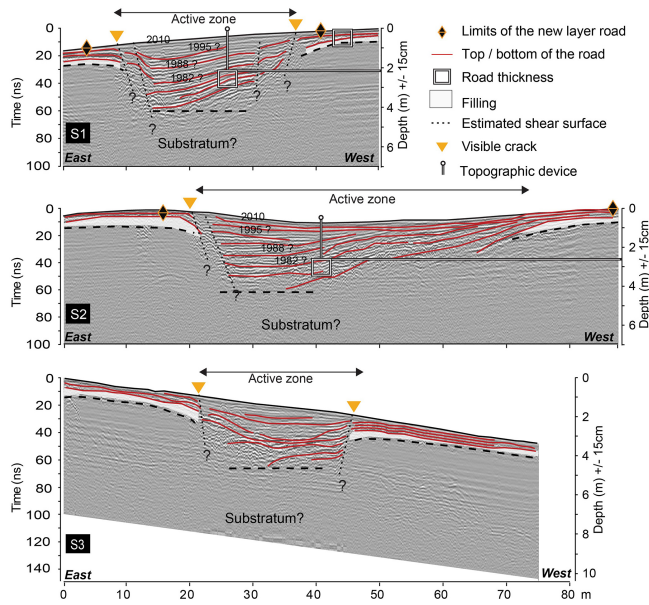 Active zone
0
20
40
60
80
100
Time (ns)
2010
1995 ?
1988 ?
1982 ?
?
?
?
?
S1
Substratum?
East
West
0
2
4
6
Depth (m) +/- 15cm
Limits of the new layer road
Top / bottom of the road
Road thickness
Filling
Estimated shear surface
Visible crack
Topographic device
Active zone
0
20
40
60
80
100
Time (ns)
2010
1995 ?
1988 ?
1982 ?
?
?
S2
Substratum?
East
West
0
2
4
6
Depth (m) +/- 15cm
Active zone
0
20
40
60
80
100
120
140
Time (ns)
?
?
S3
Substratum?
East
West
0
2
4
6
8
10
Depth (m) +/- 15cm
0 10 20 30 40 50 60 70 80 m